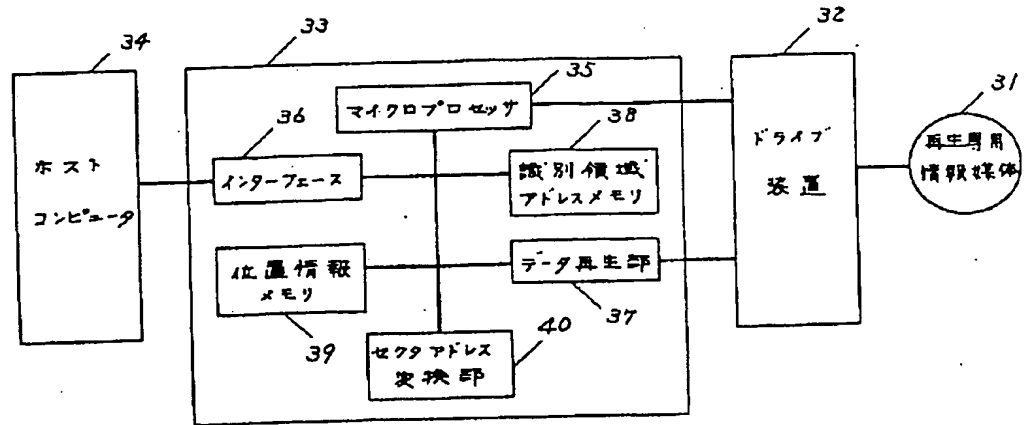 34
33
32
35
31
マイクロプロセッサ
36
38
ホスト
コンピュータ
インターフェース
識別領域
アドレスメモリ
ドライブ
装置
再生専用
情報媒体
位置情報
メモリ
データ再生部
37
39
40
セクタアドレス
変換部